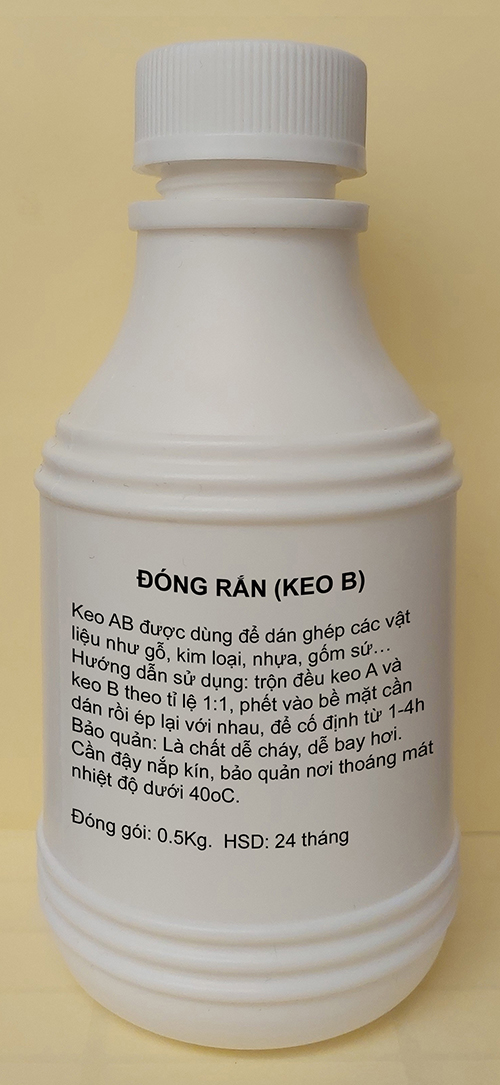 ĐÓNG RẮN (KEO B)
Keo AB được dùng để dán ghép các vật
liệu như gỗ, kim loại, nhựa, gốm sứ...
Hướng dẫn sử dụng: trộn đều keo A và
keo B theo tỉ lệ 1:1, phết vào bề mặt cần
dán rồi ép lại với nhau, để cố định từ 1-4h
Bảo quản: Là chất dễ cháy, dễ bay hơi.
Cần đậy nắp kín, bảo quản nơi thoáng mát
nhiệt độ dưới 40oC.
Đóng gói: 0.5Kg. HSD: 24 tháng